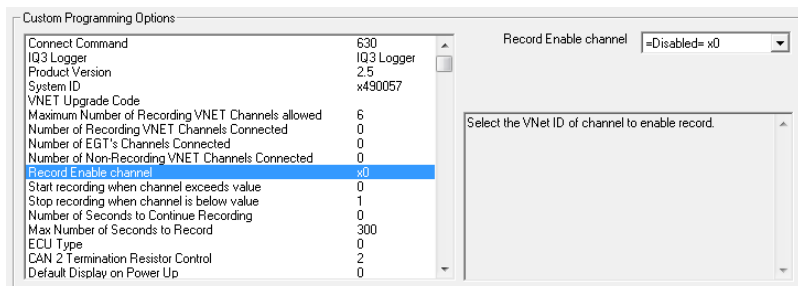 Custom Programming Options
Connect Command 630
IQ3 Logger IQ3 Logger
Product Version 2.5
System ID x490057
VNET Upgrade Code
Maximum Number of Recording VNET Channels allowed 6
Number of Recording VNET Channels Connected 0
Number of EGT's Channels Connected 0
Number of Non-Recording VNET Channels Connected 0
Record Enable channel x0
Start recording when channel exceeds value 0
Stop recording when channel is below value 1
Number of Seconds to Continue Recording 0
Max Number of Seconds to Record 300
ECU Type 0
CAN 2 Termination Resistor Control 2
Default Display on Power Up 0
Record Enable channel =Disabled= x0
Select the VNet ID of channel to enable record.